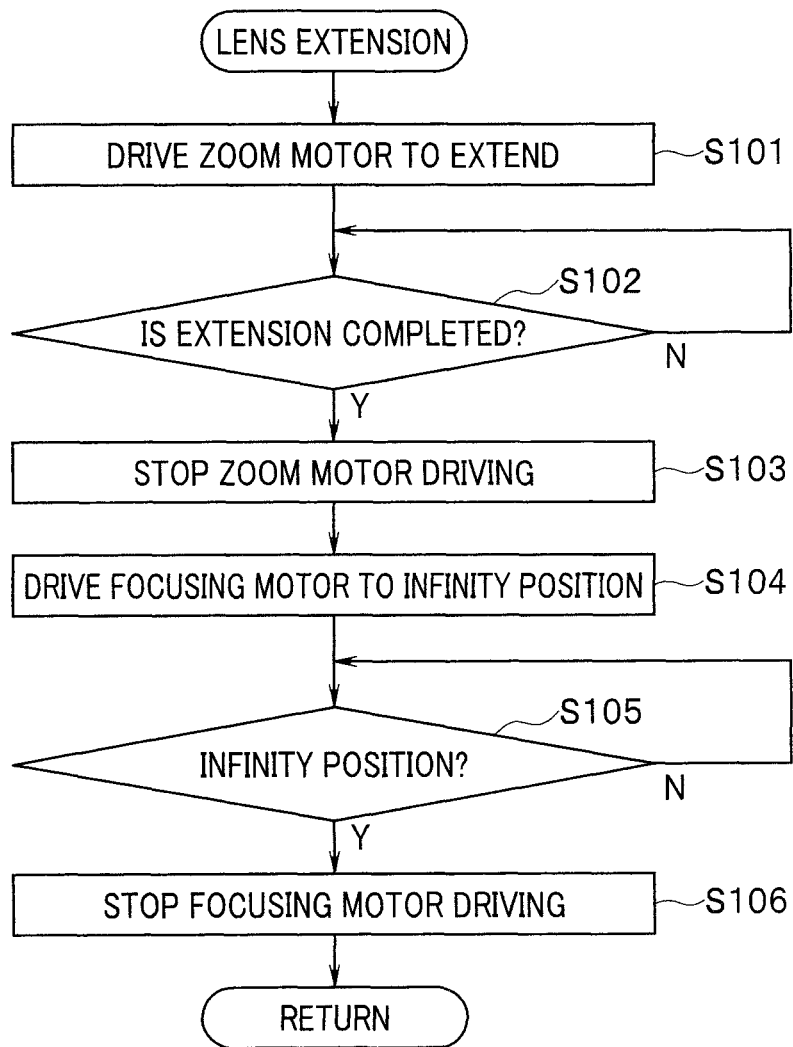 LENS EXTENSION
DRIVE ZOOM MOTOR TO EXTEND
S101
S102
IS EXTENSION COMPLETED?
N
Y
STOP ZOOM MOTOR DRIVING
S103
DRIVE FOCUSING MOTOR TO INFINITY POSITION
S104
S105
INFINITY POSITION?
N
Y
STOP FOCUSING MOTOR DRIVING
S106
RETURN